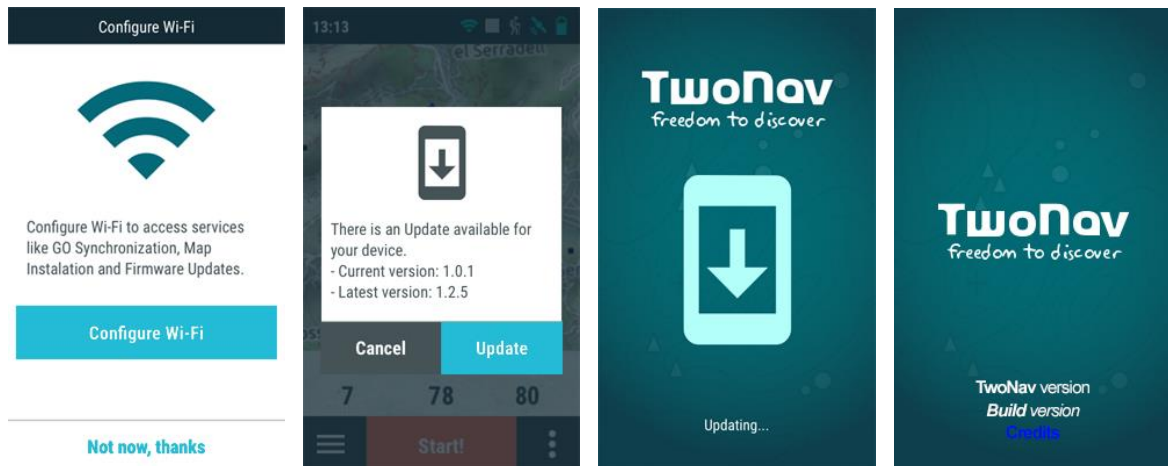 Configure Wi-Fi
Configure Wi-Fi to access services
like GO Synchronization, Map
Instalation and Firmware Updates.
Configure Wi-Fi
Not now, thanks
13:13
el Serradell
There is an Update available for
your device.
- Current version: 1.0.1
- Latest version: 1.2.5
Cancel
Update
7 78 80
Start!
TwoNav
freedom to discover
Updating...
TwoNav
freedom to discover
TwoNav version
Build version
Credits